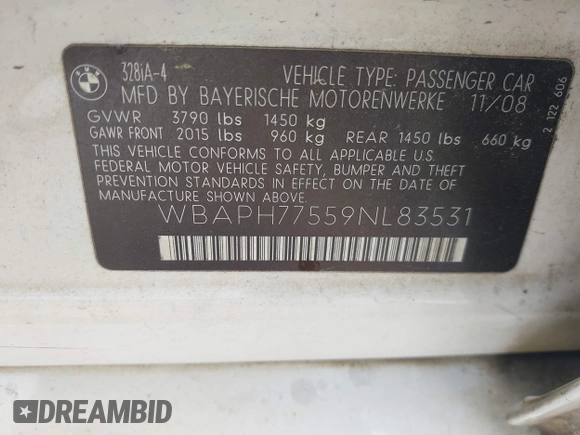 BMW
328iA-4
VEHICLE TYPE: PASSENGER CAR
MFD BY BAYERISCHE MOTORENWERKE 11/08
GVWR 3790 lbs 1450 kg
GAWR FRONT 2015 lbs 960 kg REAR 1450 lbs 660 kg
THIS VEHICLE CONFORMS TO ALL APPLICABLE U.S.
FEDERAL MOTOR VEHICLE SAFETY, BUMPER AND THEFT
PREVENTION STANDARDS IN EFFECT ON THE DATE OF
MANUFACTURE SHOWN ABOVE.
WBAPH77559NL83531
2 122 606
DREAMBID